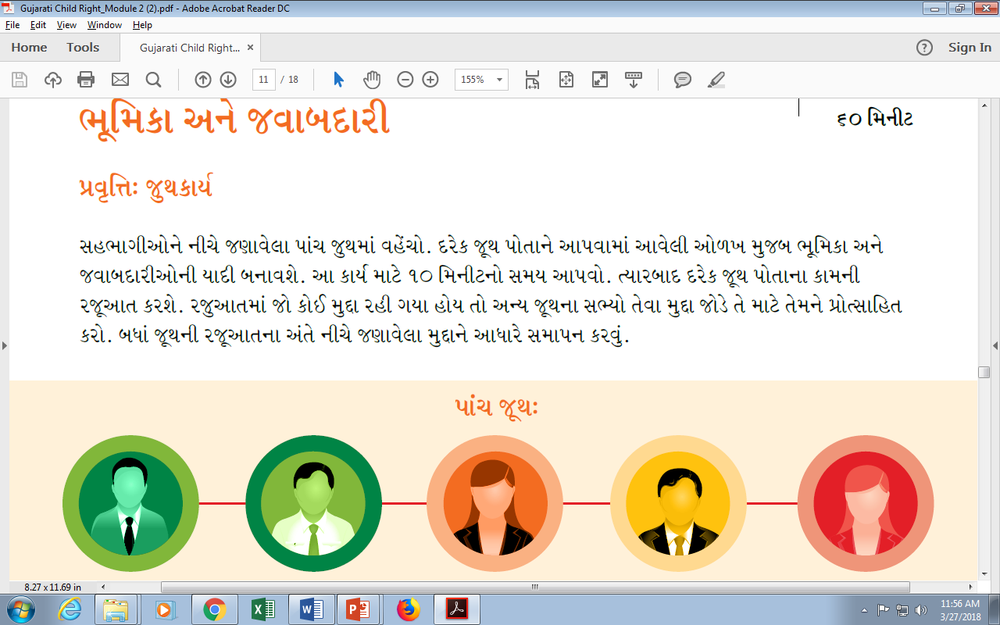 Gujarati Child Right_Module 2 (2).pdf - Adobe Acrobat Reader DC
File Edit View Window Help
Home Tools Gujarati Child Right... × Sign In
11 / 18 155%
ભૂમિકા અને જવાબદારી
૬૦ મિનીટ
પ્રવૃત્તિઃ જુથકાર્ય
સહભાગીઓને નીચે જણાવેલા પાંચ જુથમાં વહેંચો. દરેક જૂથ પોતાને આપવામાં આવેલી ઓળખ મુજબ ભૂમિકા અને
જવાબદારીઓની યાદી બનાવશે. આ કાર્ય માટે ૧૦ મિનીટનો સમય આપવો. ત્યારબાદ દરેક જૂથ પોતાના કામની
રજૂઆત કરશે. રજુઆતમાં જો કોઈ મુદ્દા રહી ગયા હોય તો અન્ય જૂથના સભ્યો તેવા મુદ્દા જોડે તે માટે તેમને પ્રોત્સાહિત
કરો. બધાં જૂથની રજૂઆતના અંતે નીચે જણાવેલા મુદ્દાને આધારે સમાપન કરવું.
પાંચ જૂથઃ
8.27 x 11.69 in
11:56 AM
3/27/2018